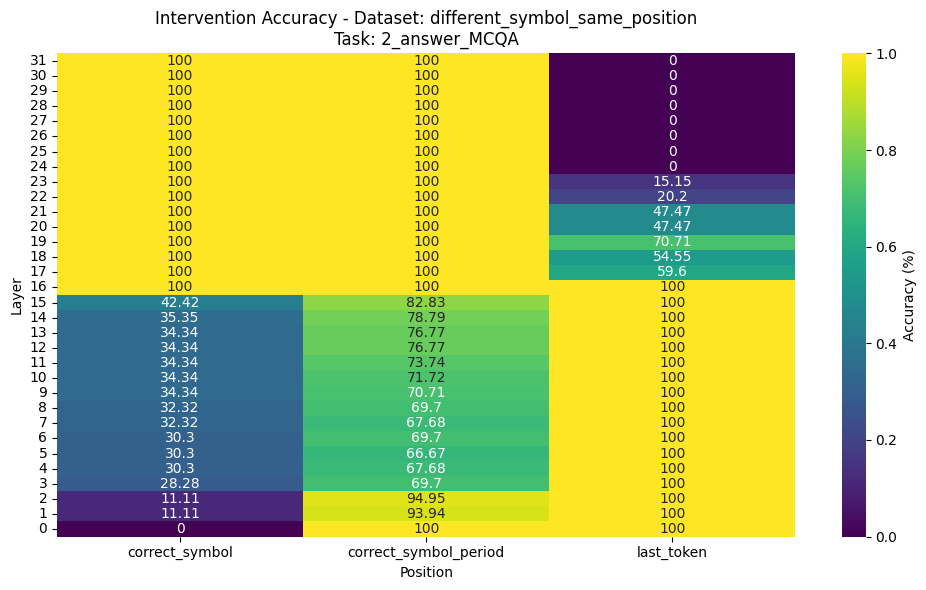 Intervention Accuracy - Dataset: different_symbol_same_position
Task: 2_answer_MCQA
31 100 100 0
30 100 100 0
29 100 100 0
28 100 100 0
27 100 100 0
26 100 100 0
25 100 100 0
24 100 100 0
23 100 100 15.15
22 100 100 20.2
21 100 100 47.47
20 100 100 47.47
19 100 100 70.71
18 100 100 54.55
17 100 100 59.6
16 100 100 100
15 42.42 82.83 100
14 35.35 78.79 100
13 34.34 76.77 100
12 34.34 76.77 100
11 34.34 73.74 100
10 34.34 71.72 100
9 34.34 70.71 100
8 32.32 69.7 100
7 32.32 67.68 100
6 30.3 69.7 100
5 30.3 66.67 100
4 30.3 67.68 100
3 28.28 69.7 100
2 11.11 94.95 100
1 11.11 93.94 100
0 0 100 100
correct_symbol correct_symbol_period last_token
Position
Layer
1.0
0.8
0.6
0.4
0.2
0.0
Accuracy (%)